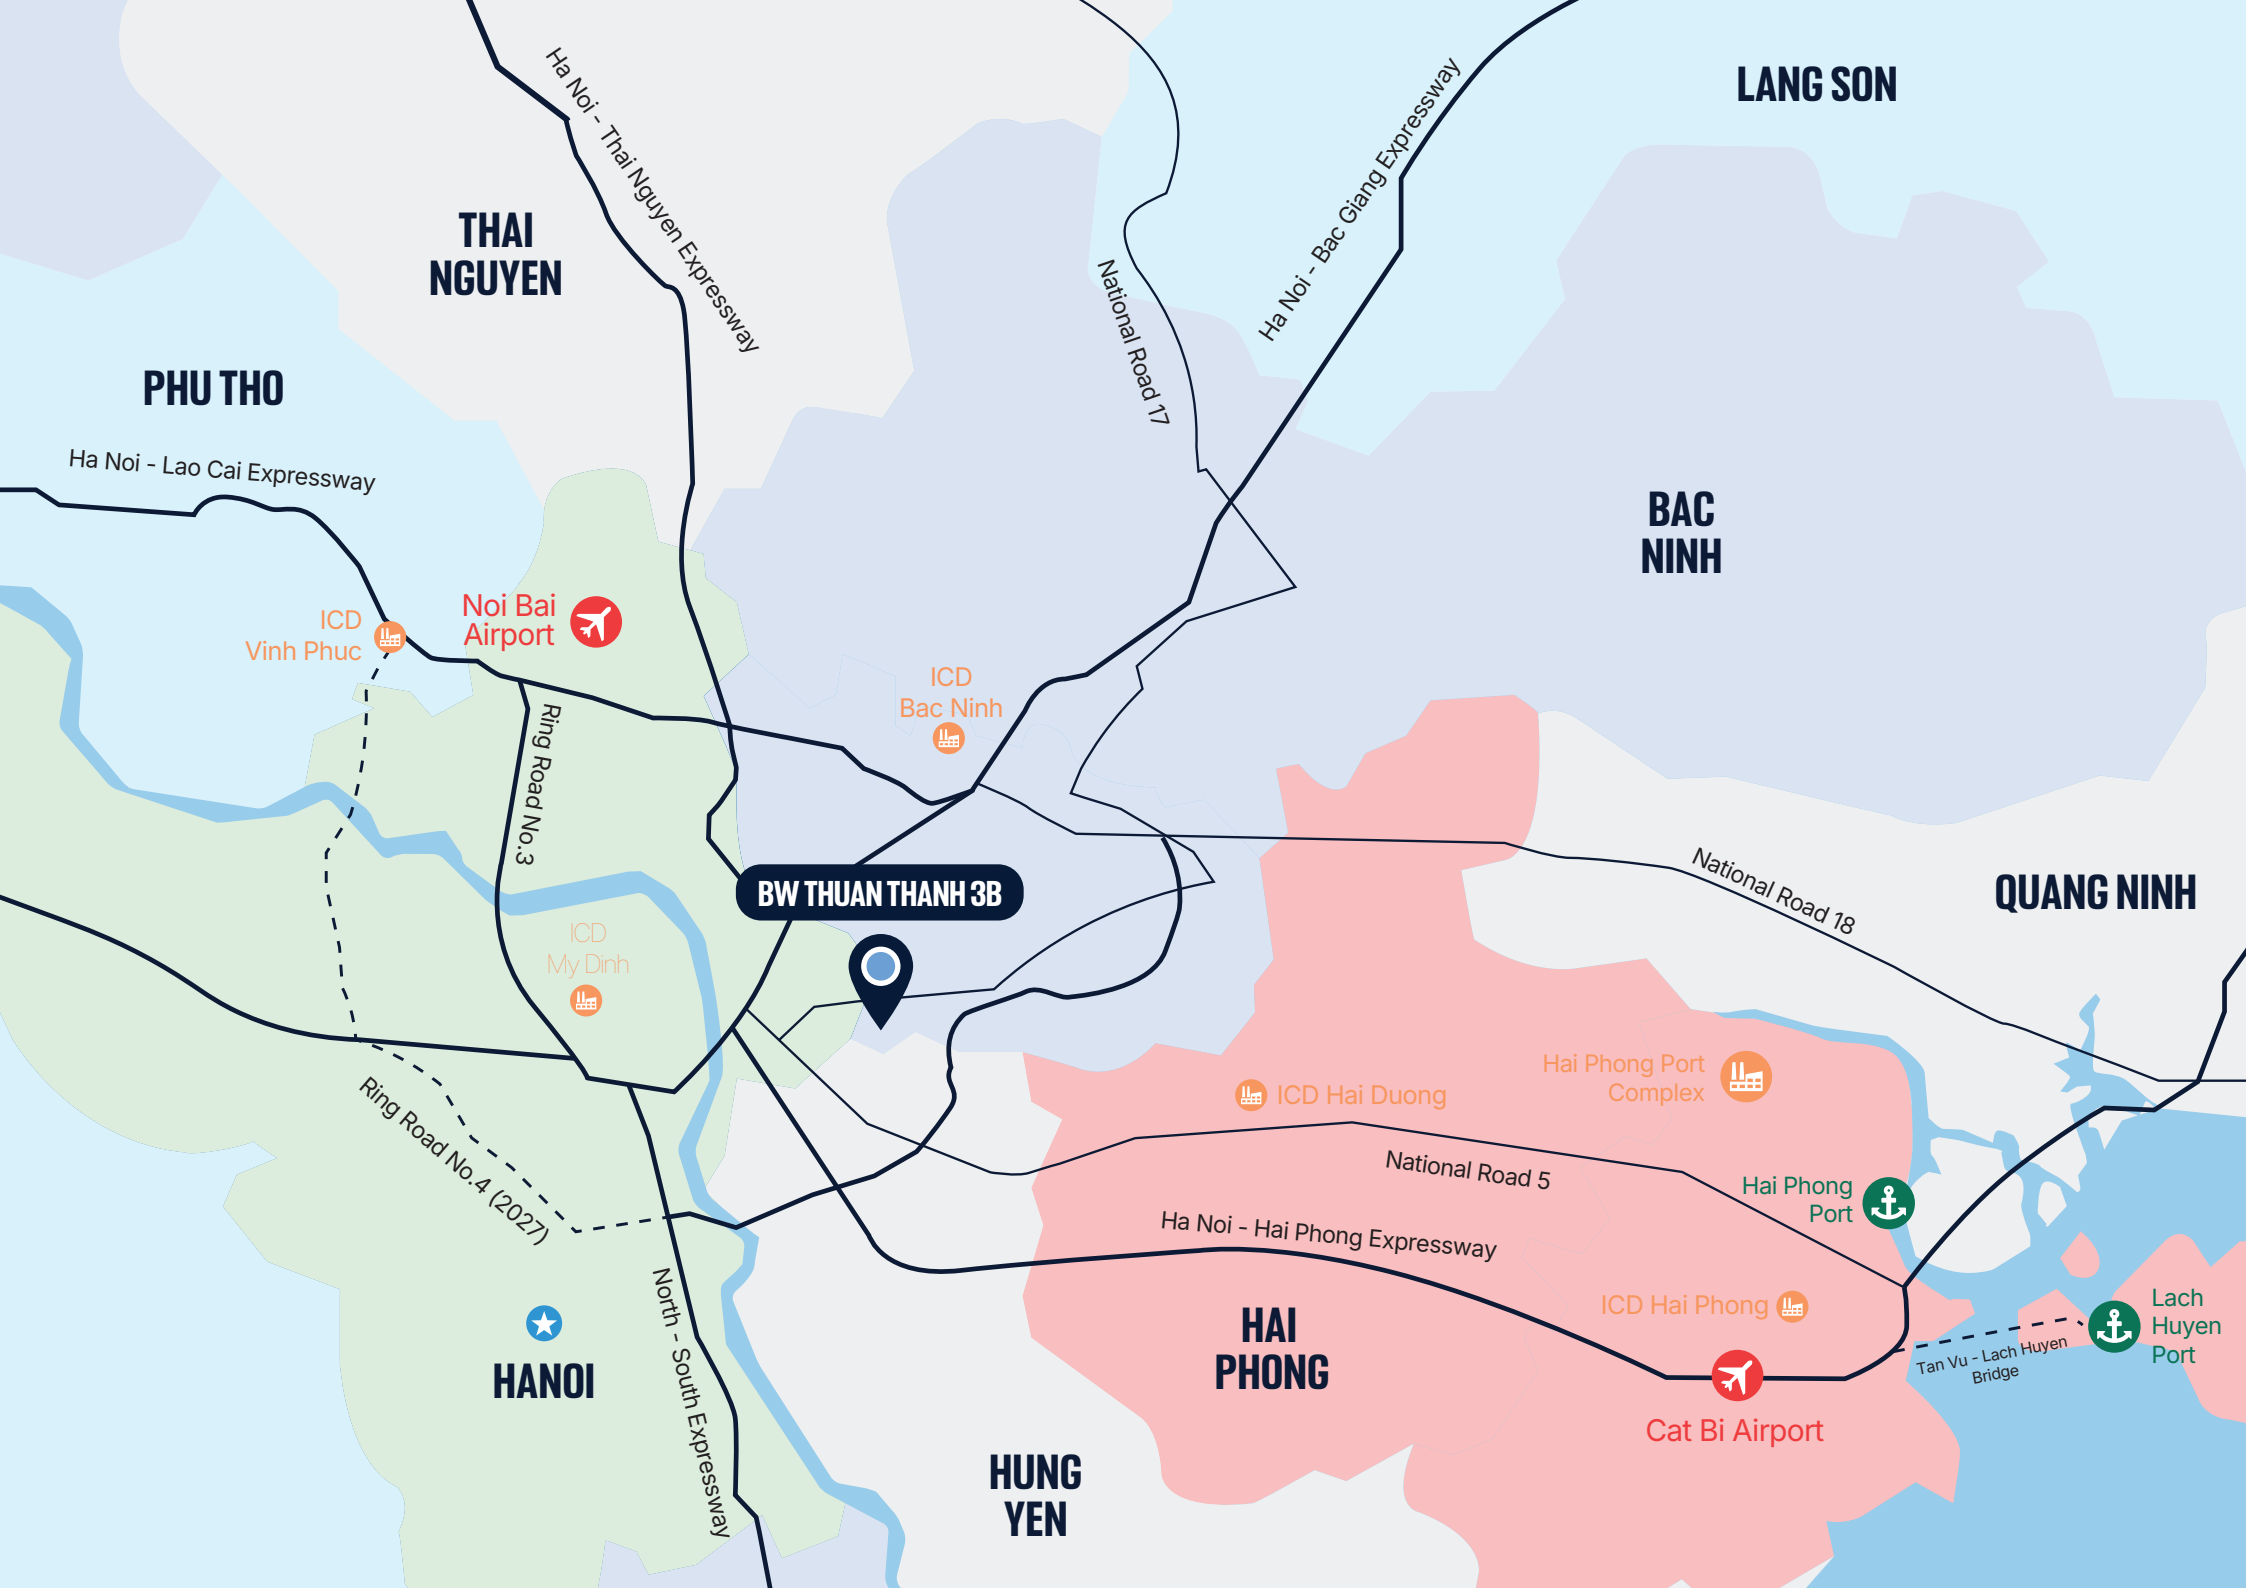 LANG SON
Ha Noi - Thai Nguyen Expressway
Ha Noi - Bac Giang Expressway
THAI
NGUYEN
National Road 17
PHU THO
Ha Noi - Lao Cai Expressway
BAC
NINH
Noi Bai
Airport
ICD
Vinh Phuc
ICD
Bac Ninh
Ring Road No.3
National Road 18
QUANG NINH
BW THUAN THANH 3B
ICD
My Dinh
Hai Phong Port
Complex
ICD Hai Duong
Ring Road No.4 (2027)
National Road 5
Hai Phong
Port
Ha Noi - Hai Phong Expressway
North - South Expressway
ICD Hai Phong
Lach
Huyen
Port
HAI
PHONG
Tan Vu - Lach Huyen
Bridge
HANOI
Cat Bi Airport
HUNG
YEN